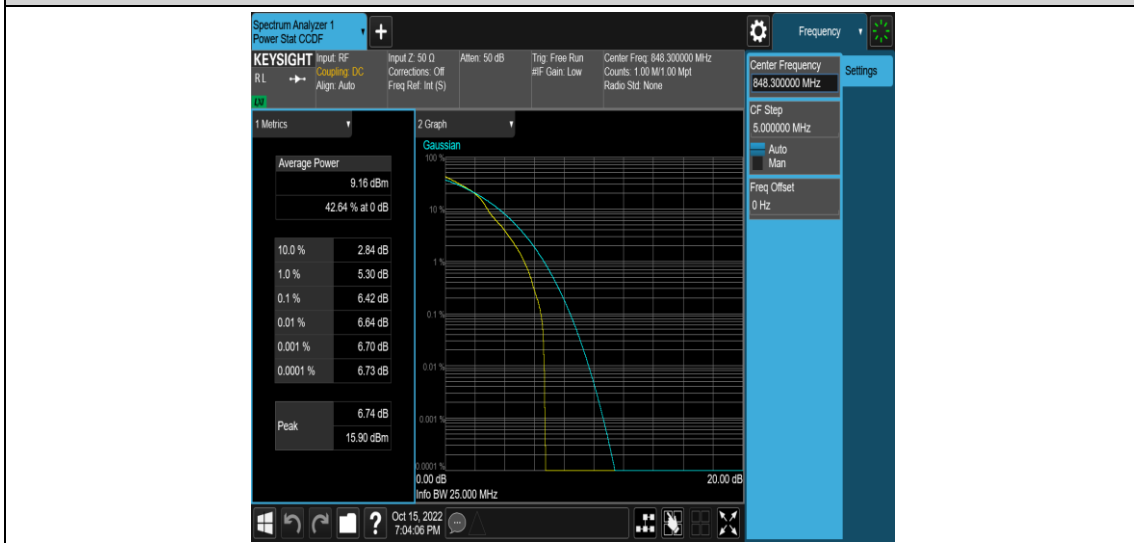 Spectrum Analyzer 1
Power Stat CCDF
+
Frequency
KEYSIGHT
RL
LXI
Input: RF
Coupling: DC
Align: Auto
Input Z: 50 Ω
Corrections: Off
Freq Ref: Int (S)
Atten: 50 dB
Trig: Free Run
#IF Gain: Low
Center Freq: 848.300000 MHz
Counts: 1.00 M/1.00 Mpt
Radio Std: None
Center Frequency
848.300000 MHz
Settings
CF Step
5.000000 MHz
Auto
Man
Freq Offset
0 Hz
1 Metrics
Average Power
9.16 dBm
42.64 % at 0 dB
10.0 % 2.84 dB
1.0 % 5.30 dB
0.1 % 6.42 dB
0.01 % 6.64 dB
0.001 % 6.70 dB
0.0001 % 6.73 dB
Peak 6.74 dB
15.90 dBm
2 Graph
Gaussian
100 %
10 %
1 %
0.1 %
0.01 %
0.001 %
0.0001 %
0.00 dB 20.00 dB
Info BW 25.000 MHz
?
Oct 15, 2022
7:04:06 PM